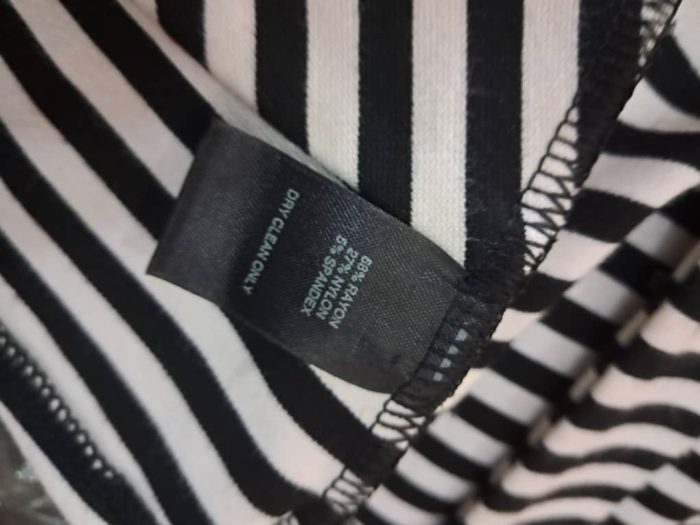 68% RAYON
27% NYLON
5% SPANDEX
DRY CLEAN ONLY